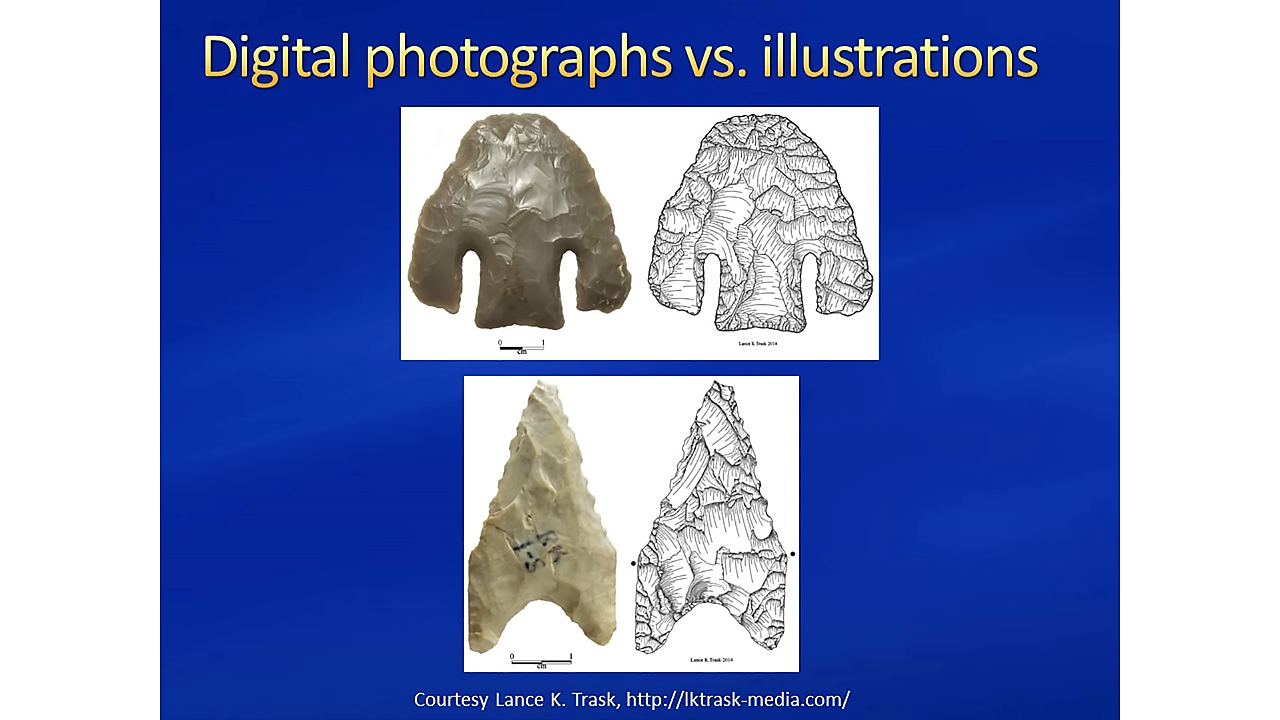 Digital photographs vs. illustrations
0 1
cm
Lance K Trask 2014
0 1
cm
Lance K Trask 2014
Courtesy Lance K. Trask, http://lktrask-media.com/